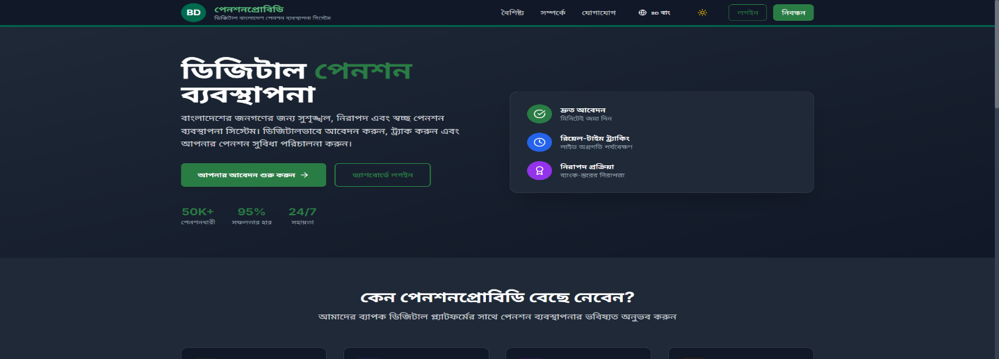 BD
পেনশনপ্রোবিডি
ডিজিটাল বাংলাদেশ পেনশন ব্যবস্থাপনা সিস্টেম
বৈশিষ্ট্য সম্পর্কে যোগাযোগ BD বাং লগইন নিবন্ধন
ডিজিটাল পেনশন
ব্যবস্থাপনা
বাংলাদেশের জনগণের জন্য সুশৃঙ্খল, নিরাপদ এবং স্বচ্ছ পেনশন
ব্যবস্থাপনা সিস্টেম। ডিজিটালভাবে আবেদন করুন, ট্র্যাক করুন এবং
আপনার পেনশন সুবিধা পরিচালনা করুন।
আপনার আবেদন শুরু করুন → ড্যাশবোর্ডে লগইন
50K+ 95% 24/7
পেনশনধারী সফলতার হার সহায়তা
দ্রুত আবেদন
মিনিটেই জমা দিন
রিয়েল-টাইম ট্র্যাকিং
লাইভ অগ্রগতি পর্যবেক্ষণ
নিরাপদ প্রক্রিয়া
ব্যাংক-স্তরের নিরাপত্তা
কেন পেনশনপ্রোবিডি বেছে নেবেন?
আমাদের ব্যাপক ডিজিটাল প্ল্যাটফর্মের সাথে পেনশন ব্যবস্থাপনার ভবিষ্যত অনুভব করুন